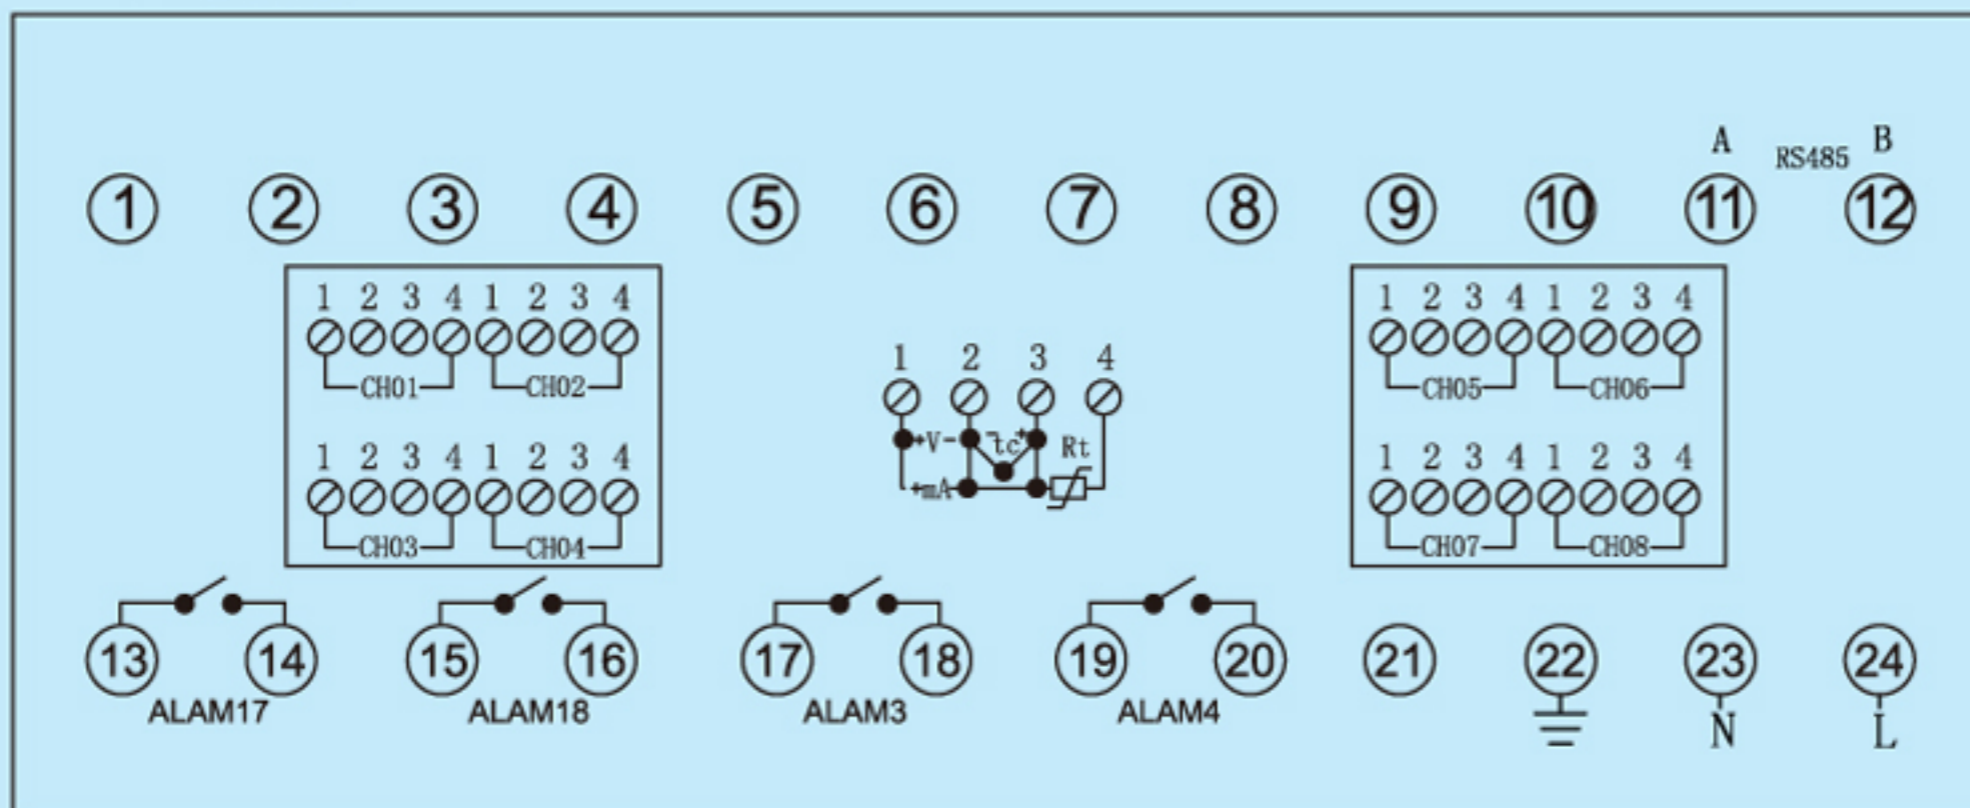 A RS485 B
1 2 3 4 5 6 7 8 9 10 11 12
1 2 3 4 1 2 3 4
CH01 CH02
1 2 3 4 1 2 3 4
CH03 CH04
1 2 3 4
+V- -tc+ Rt
+mA
1 2 3 4 1 2 3 4
CH05 CH06
1 2 3 4 1 2 3 4
CH07 CH08
13 14 15 16 17 18 19 20 21 22 23 24
ALAM17 ALAM18 ALAM3 ALAM4 N L